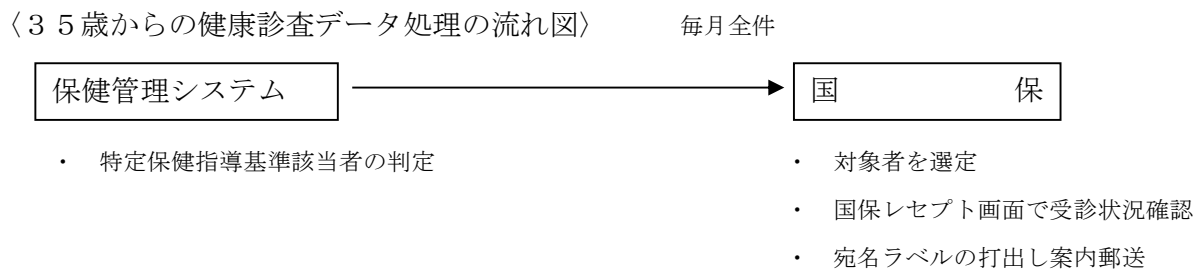 〈３５歳からの健康診査データ処理の流れ図〉　毎月全件
保健管理システム　国　保
・　特定保健指導基準該当者の判定　・　対象者を選定
・　国保レセプト画面で受診状況確認
・　宛名ラベルの打出し案内郵送